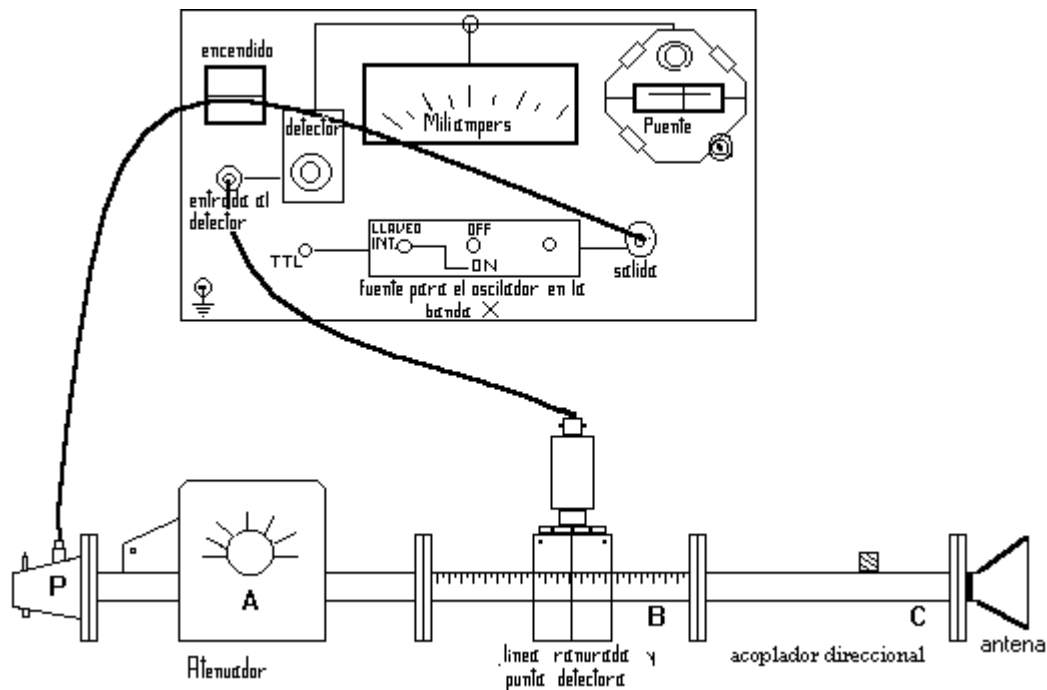 encendido
detector
Miliampers
Puente
entrada al
detector
LLAVEO
INT.
OFF
ON
TTL
salida
fuente para el oscilador en la
banda X
P
A
B
C
Atenuador
linea ranurada y
punta detectora
acoplador direccional
antena